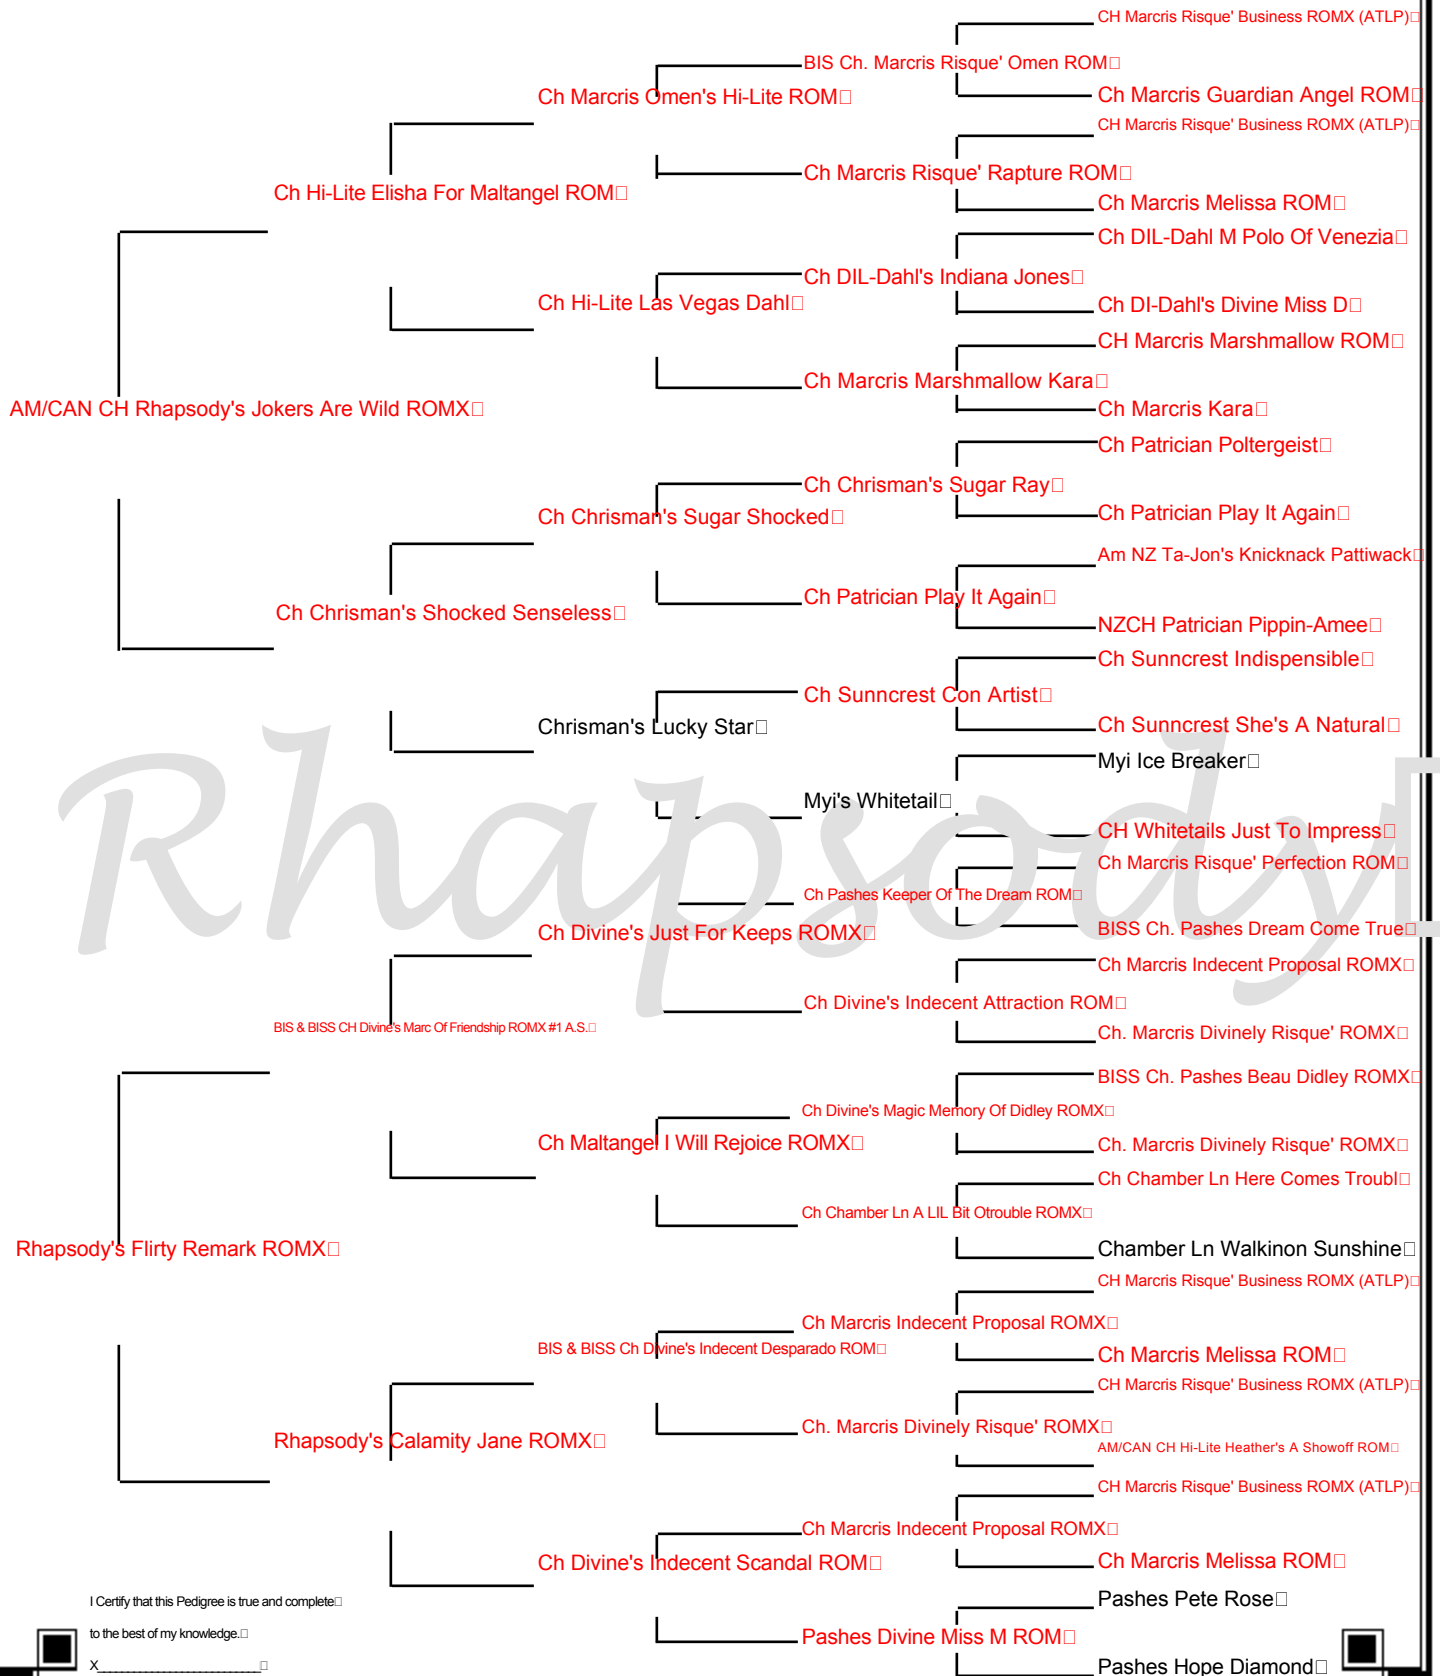 CH Marcris Risque' Business ROMX (ATLP)
BIS Ch. Marcris Risque' Omen ROM
Ch Marcris Omen's Hi-Lite ROM
Ch Marcris Guardian Angel ROM
CH Marcris Risque' Business ROMX (ATLP)
Ch Marcris Risque' Rapture ROM
Ch Hi-Lite Elisha For Maltangel ROM
Ch Marcris Melissa ROM
Ch DIL-Dahl M Polo Of Venezia
Ch DIL-Dahl's Indiana Jones
Ch Hi-Lite Las Vegas Dahl
Ch DI-Dahl's Divine Miss D
CH Marcris Marshmallow ROM
Ch Marcris Marshmallow Kara
AM/CAN CH Rhapsody's Jokers Are Wild ROMX
Ch Marcris Kara
Ch Patrician Poltergeist
Ch Chrisman's Sugar Ray
Ch Chrisman's Sugar Shocked
Ch Patrician Play It Again
Am NZ Ta-Jon's Knicknack Pattiwack
Ch Patrician Play It Again
Ch Chrisman's Shocked Senseless
NZCH Patrician Pippin-Amee
Ch Sunncrest Indispensible
Ch Sunncrest Con Artist
Chrisman's Lucky Star
Ch Sunncrest She's A Natural
Myi Ice Breaker
Myi's Whitetail
CH Whitetails Just To Impress
Rhapsody
Ch Marcris Risque' Perfection ROM
Ch Pashes Keeper Of The Dream ROM
Ch Divine's Just For Keeps ROMX
BISS Ch. Pashes Dream Come True
Ch Marcris Indecent Proposal ROMX
Ch Divine's Indecent Attraction ROM
BIS & BISS CH Divine's Marc Of Friendship ROMX #1 A.S.
Ch. Marcris Divinely Risque' ROMX
BISS Ch. Pashes Beau Didley ROMX
Ch Divine's Magic Memory Of Didley ROMX
Ch Maltangel I Will Rejoice ROMX
Ch. Marcris Divinely Risque' ROMX
Ch Chamber Ln Here Comes Troubl
Ch Chamber Ln A LIL Bit Otrouble ROMX
Rhapsody's Flirty Remark ROMX
Chamber Ln Walkinon Sunshine
CH Marcris Risque' Business ROMX (ATLP)
Ch Marcris Indecent Proposal ROMX
BIS & BISS Ch Divine's Indecent Desparado ROM
Ch Marcris Melissa ROM
CH Marcris Risque' Business ROMX (ATLP)
Ch. Marcris Divinely Risque' ROMX
Rhapsody's Calamity Jane ROMX
AM/CAN CH Hi-Lite Heather's A Showoff ROM
CH Marcris Risque' Business ROMX (ATLP)
Ch Marcris Indecent Proposal ROMX
Ch Divine's Indecent Scandal ROM
Ch Marcris Melissa ROM
Pashes Pete Rose
Pashes Divine Miss M ROM
Pashes Hope Diamond
I Certify that this Pedigree is true and complete
to the best of my knowledge.
X___________________________